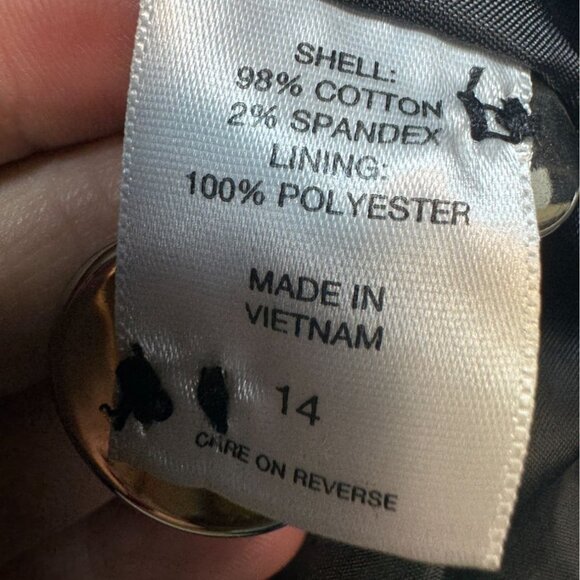 SHELL:
98% COTTON
2% SPANDEX
LINING:
100% POLYESTER
MADE IN
VIETNAM
14
CARE ON REVERSE